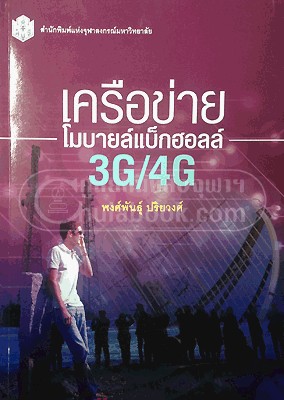 สำนักพิมพ์แห่งจุฬาลงกรณ์มหาวิทยาลัย
เครือข่าย
โมบายล์แบ็กฮอลล์
3G/4G
พงศ์พันธุ์ ปริยวงศ์